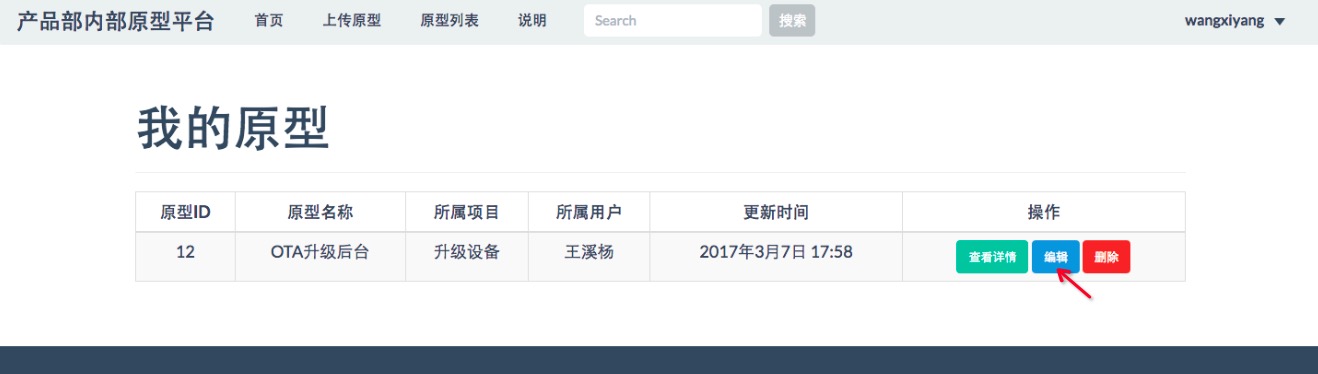 产品部内部原型平台 首页 上传原型 原型列表 说明 Search 搜索 wangxiyang
我的原型
原型ID 原型名称 所属项目 所属用户 更新时间 操作
12 OTA升级后台 升级设备 王溪杨 2017年3月7日 17:58 查看详情 编辑 删除